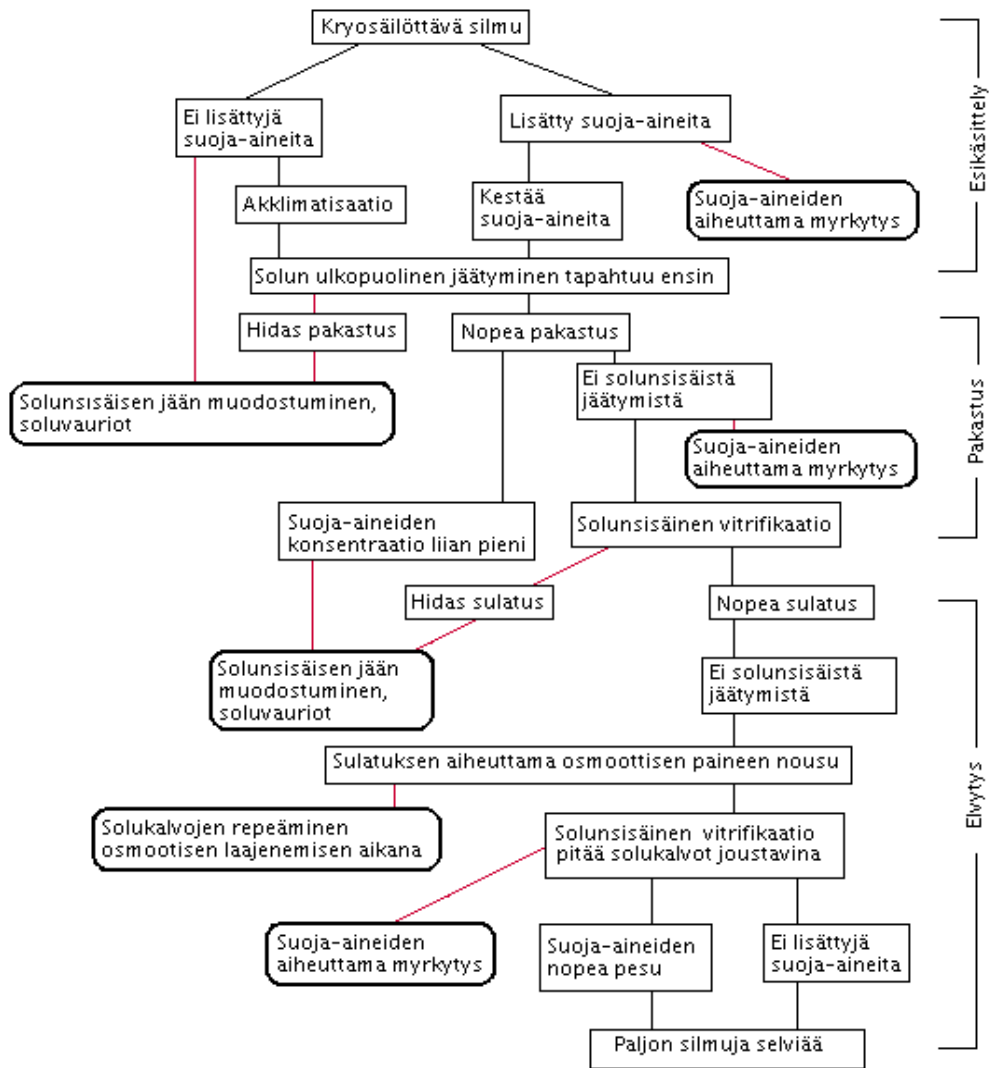 Kryosäilöttävä silmu
Ei lisättyjä
suoja-aineita
Lisätty suoja-aineita
Akklimatisaatio
Kestää
suoja-aineita
Suoja-aineiden
aiheuttama myrkytys
Esikäsittely
Solun ulkopuolinen jäätyminen tapahtuu ensin
Hidas pakastus
Nopea pakastus
Solunsisäisen jään muodostuminen,
soluvauriot
Ei solunsisäistä
jäätymistä
Suoja-aineiden
aiheuttama myrkytys
Pakastus
Suoja-aineiden
konsentraatio liian pieni
Solunsisäinen vitrifikaatio
Hidas sulatus
Nopea sulatus
Solunsisäisen jään
muodostuminen,
soluvauriot
Ei solunsisäistä
jäätymistä
Sulatuksen aiheuttama osmoottisen paineen nousu
Solukalvojen repeäminen
osmootisen laajenemisen aikana
Solunsisäinen vitrifikaatio
pitää solukalvot joustavina
Elvytys
Suoja-aineiden
aiheuttama myrkytys
Suoja-aineiden
nopea pesu
Ei lisättyjä
suoja-aineita
Paljon silmuja selviää